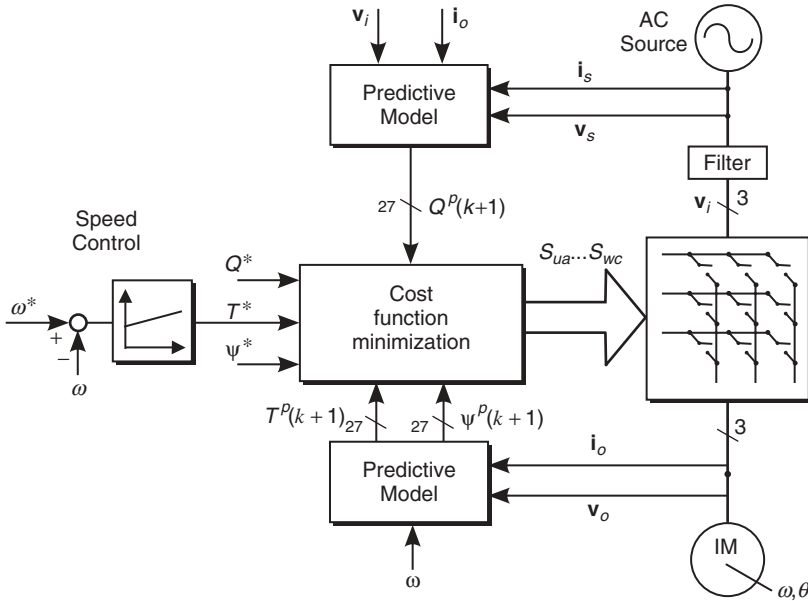 AC
Source
v_i
i_o
Predictive
Model
i_s
v_s
Filter
v_i
3
27
Q^p(k+1)
Speed
Control
Q*
T*
ψ*
ω*
+
−
ω
Cost
function
minimization
S_ua...S_wc
T^p(k + 1)
27
27
ψ^p(k+1)
3
Predictive
Model
i_o
v_o
ω
IM
ω,θ